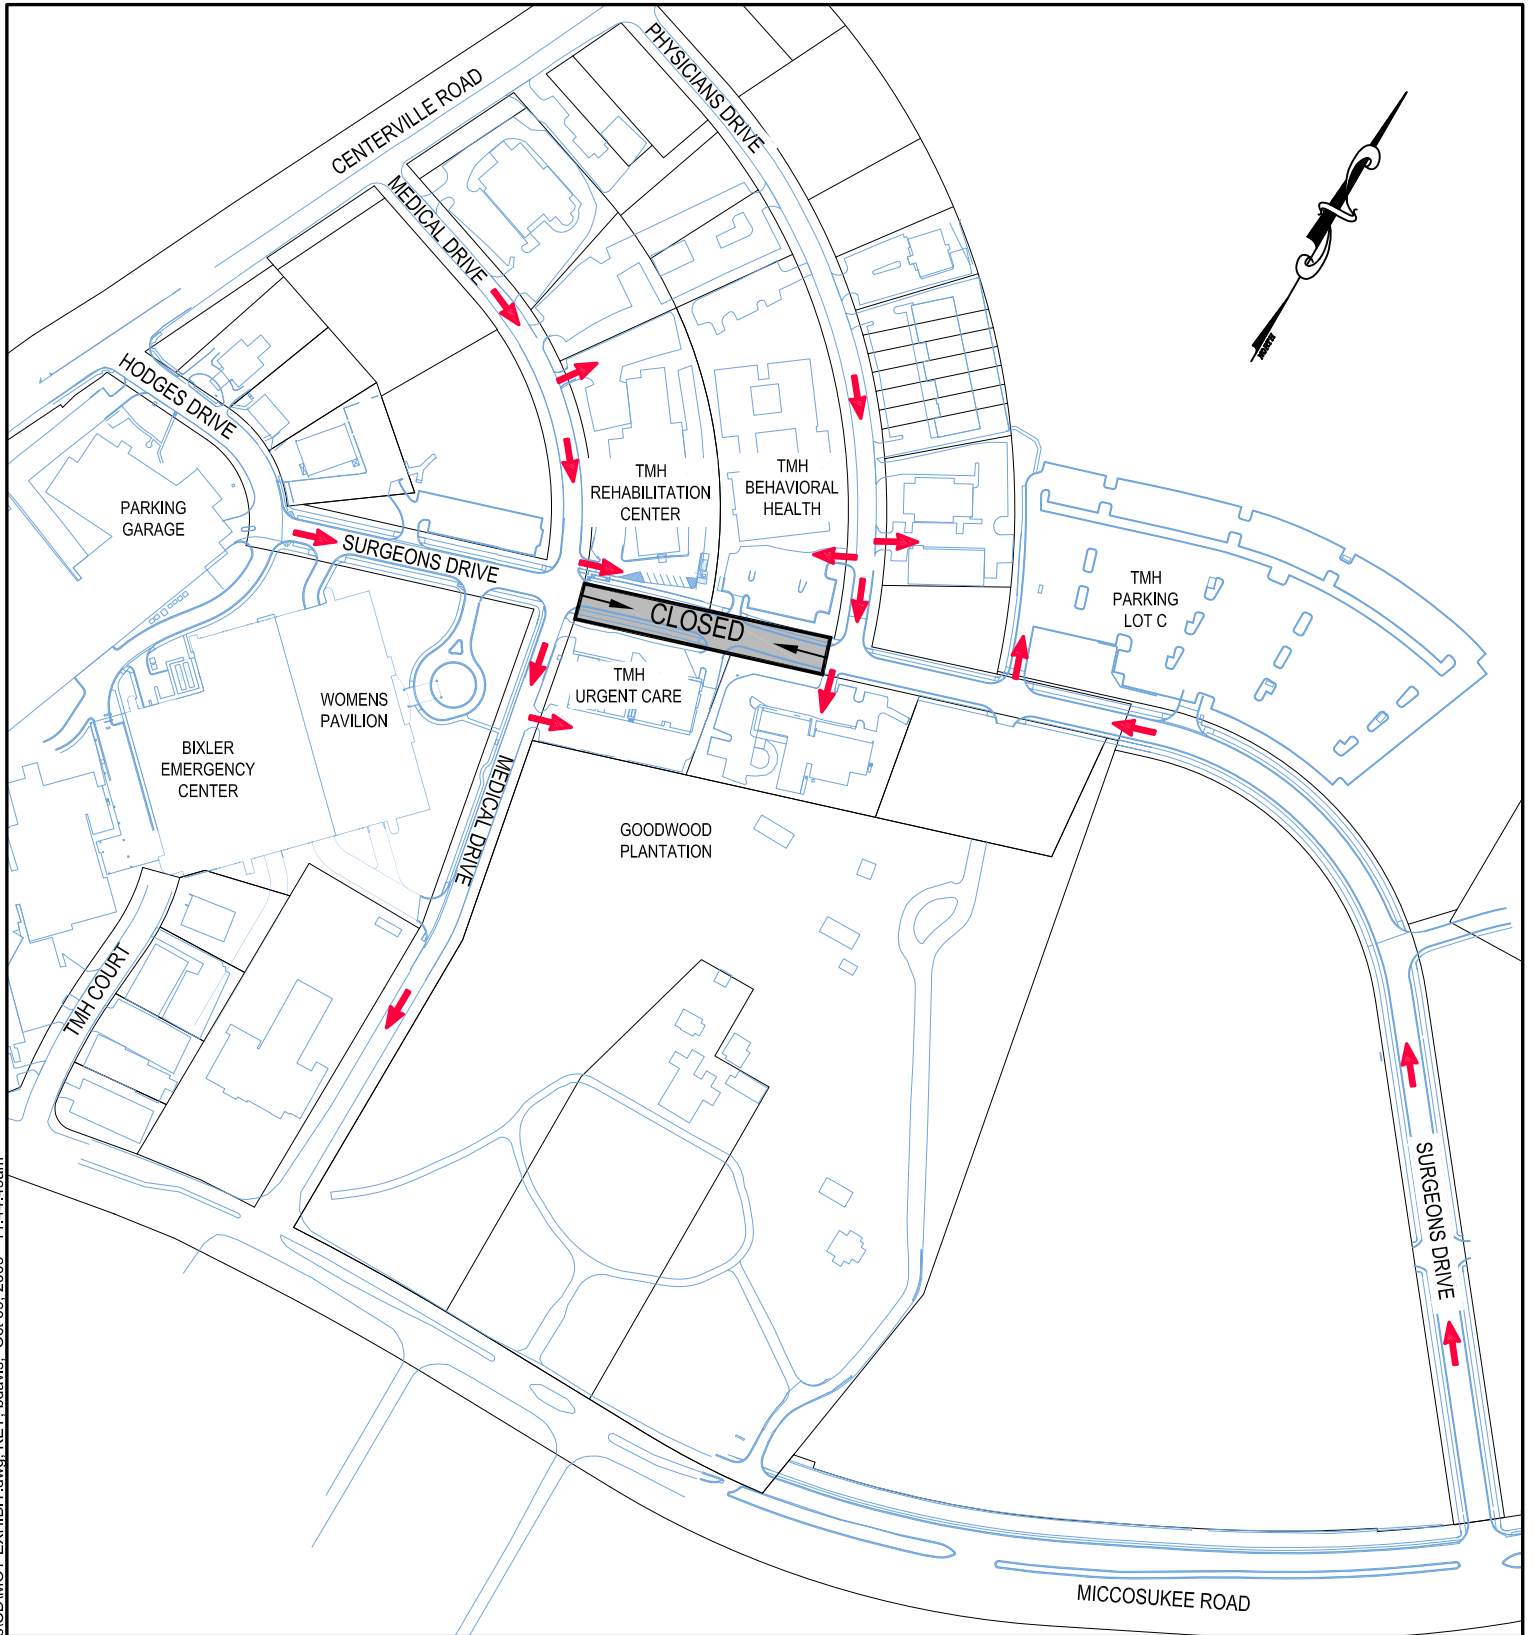 PHYSICIANS DRIVE
CENTERVILLE ROAD
MEDICAL DRIVE
NORTH
HODGES DRIVE
PARKING
GARAGE
TMH
REHABILITATION
CENTER
TMH
BEHAVIORAL
HEALTH
SURGEONS DRIVE
TMH
PARKING
LOT C
CLOSED
TMH
URGENT CARE
WOMENS
PAVILION
BIXLER
EMERGENCY
CENTER
MEDICAL DRIVE
GOODWOOD
PLANTATION
TMH COURT
SURGEONS DRIVE
MICCOSUKEE ROAD